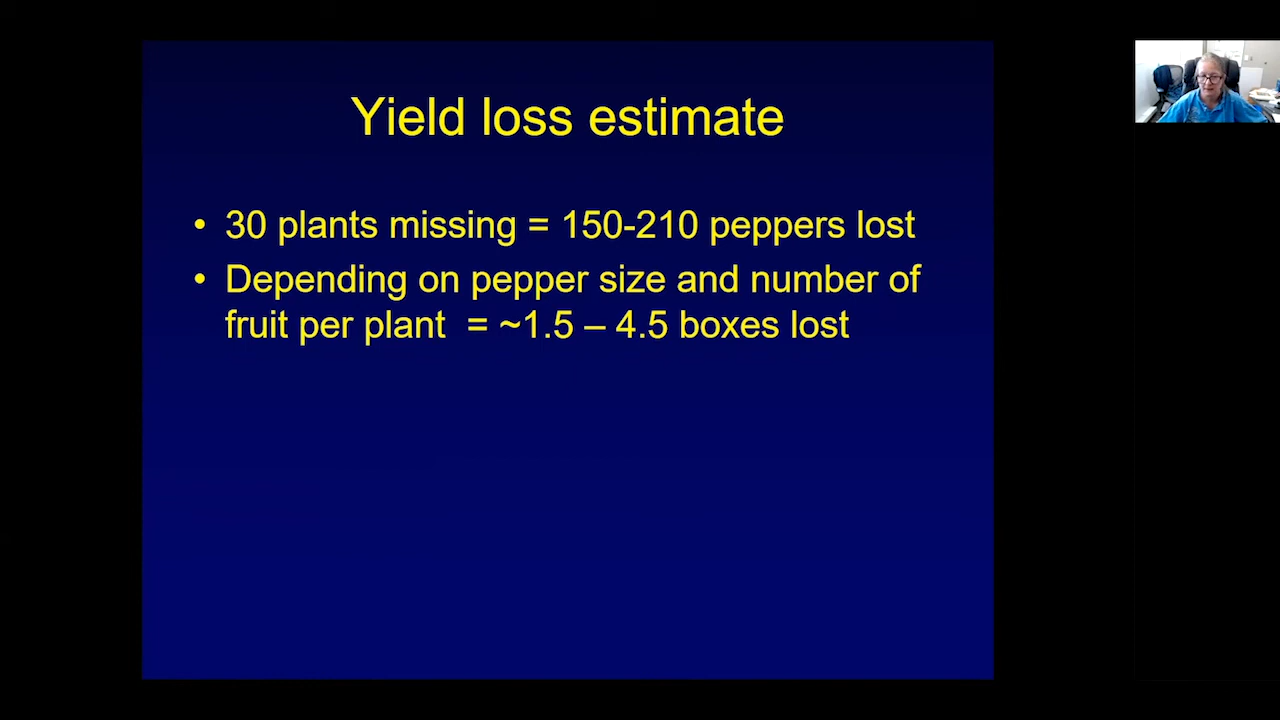 Yield loss estimate
• 30 plants missing = 150-210 peppers lost
• Depending on pepper size and number of
fruit per plant = ~1.5 – 4.5 boxes lost